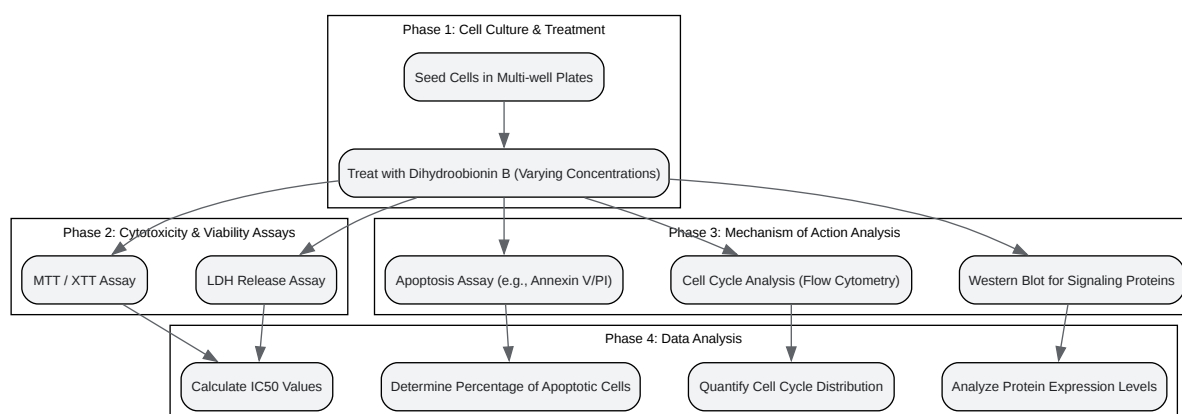 Phase 1: Cell Culture & Treatment
Seed Cells in Multi-well Plates
Treat with Dihydroobionin B (Varying Concentrations)
Phase 2: Cytotoxicity & Viability Assays
MTT / XTT Assay
LDH Release Assay
Phase 3: Mechanism of Action Analysis
Apoptosis Assay (e.g., Annexin V/PI)
Cell Cycle Analysis (Flow Cytometry)
Western Blot for Signaling Proteins
Phase 4: Data Analysis
Calculate IC50 Values
Determine Percentage of Apoptotic Cells
Quantify Cell Cycle Distribution
Analyze Protein Expression Levels